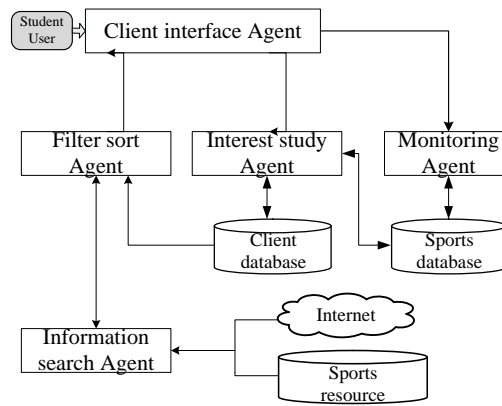 Student
User
Client interface Agent
Filter sort
Agent
Interest study
Agent
Monitoring
Agent
Client
database
Sports
database
Internet
Information
search Agent
Sports
resource